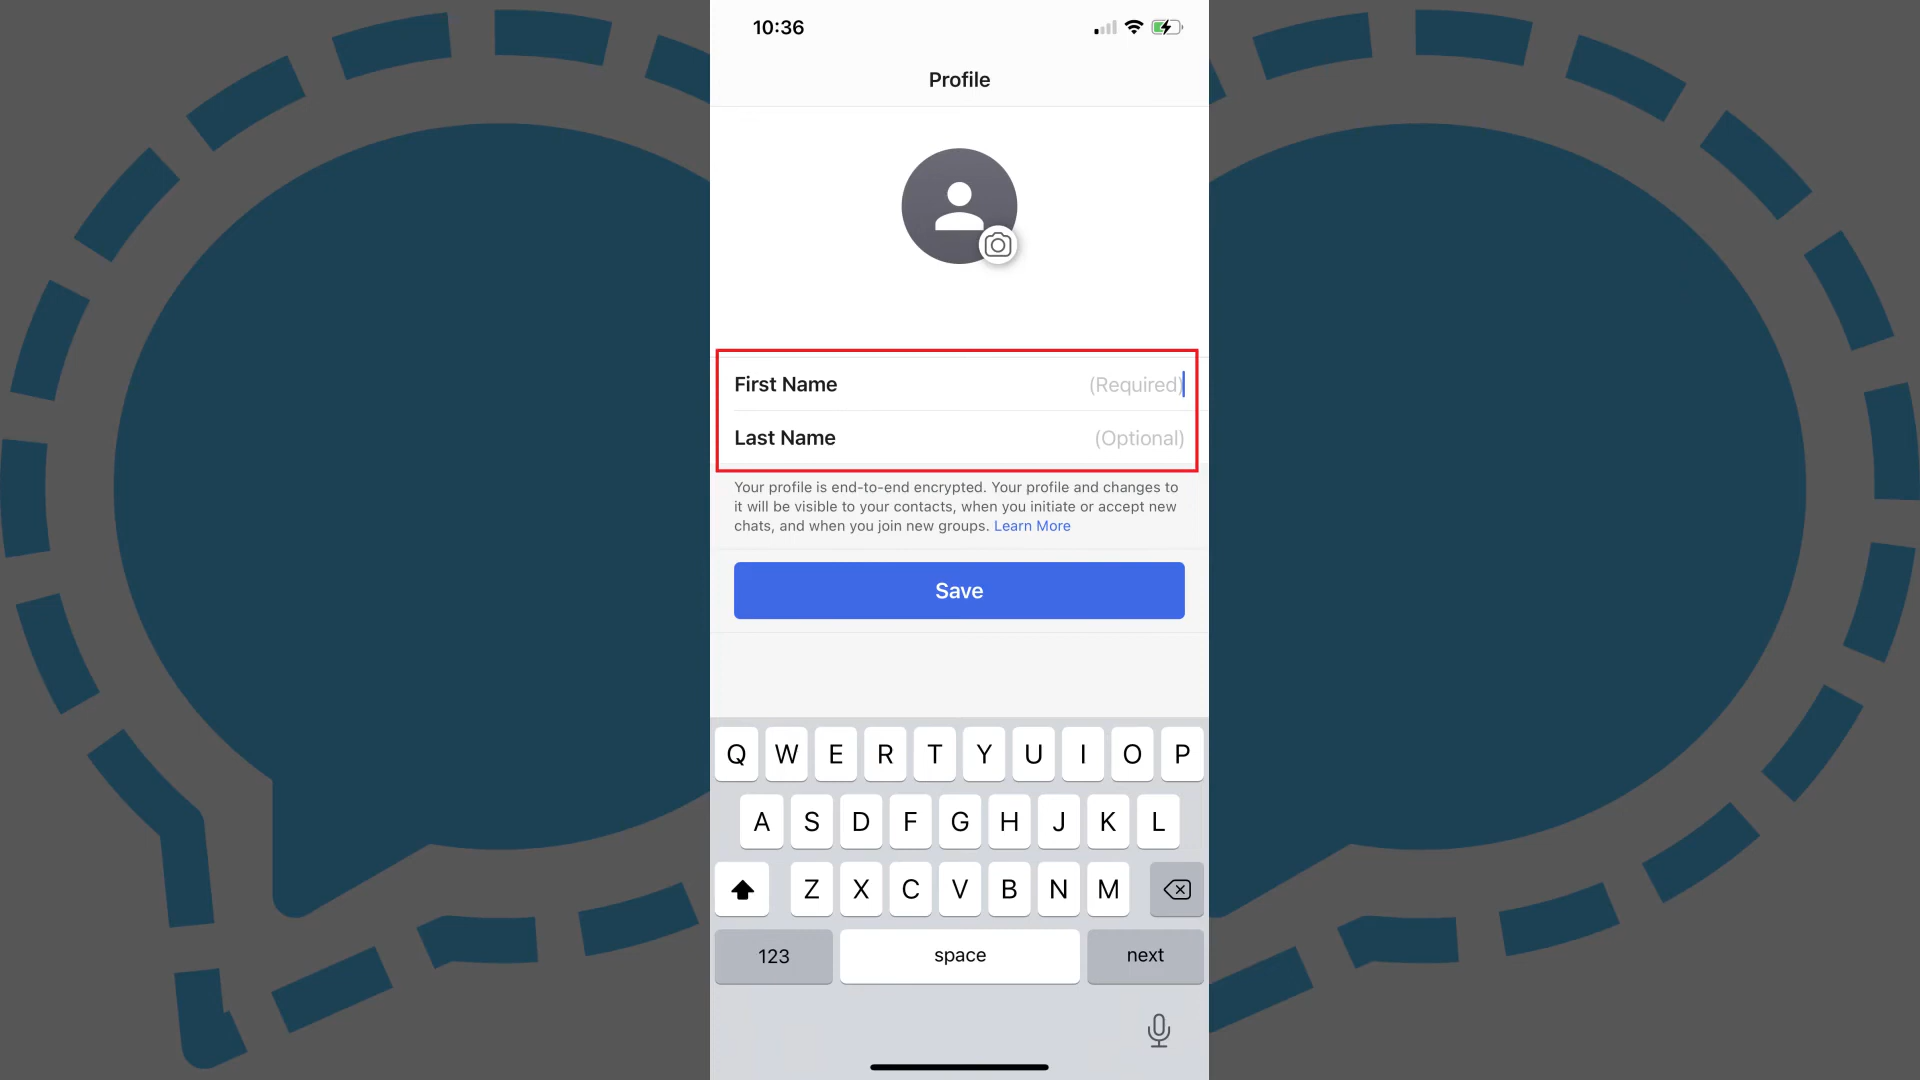 10:36
Profile
First Name (Required)
Last Name (Optional)
Your profile is end-to-end encrypted. Your profile and changes to
it will be visible to your contacts, when you initiate or accept new
chats, and when you join new groups. Learn More
Save
Q W E R T Y U I O P
A S D F G H J K L
Z X C V B N M
123 space next